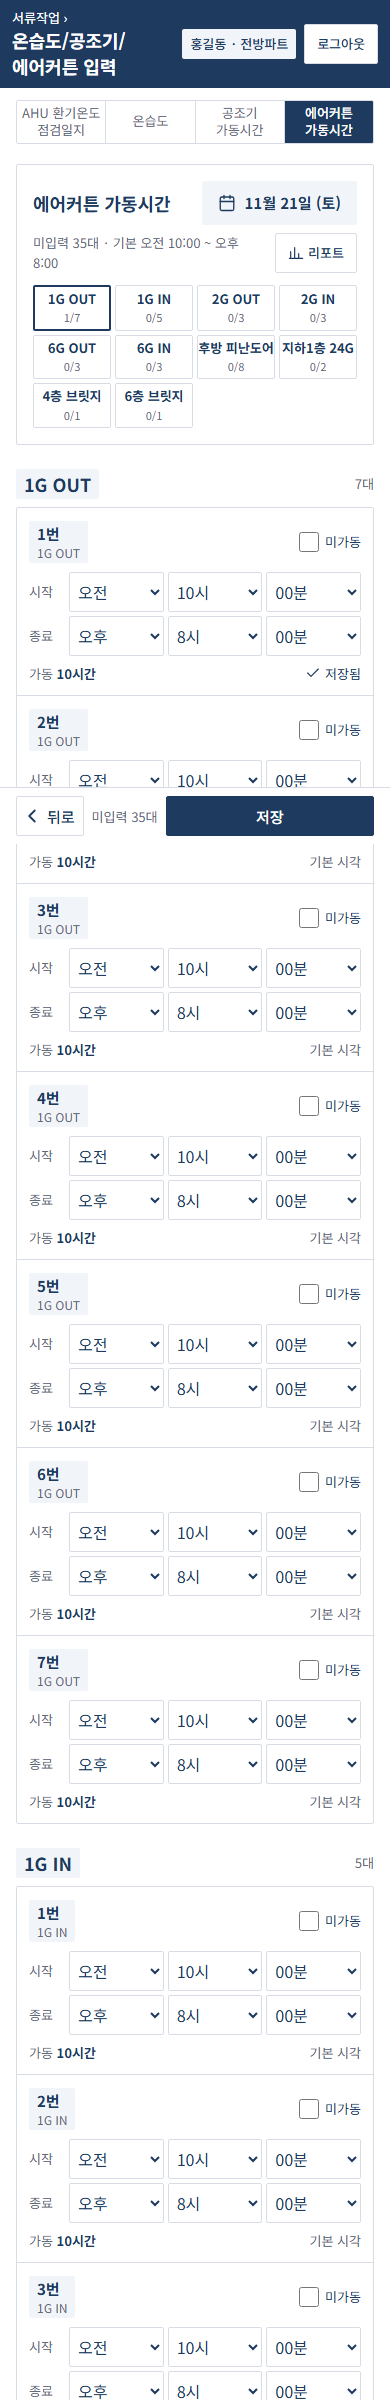 서류작업 ›
온습도/공조기/
에어커튼 입력
홍길동 · 전방파트
로그아웃
AHU 환기온도
점검일지
온습도
공조기
가동시간
에어커튼
가동시간
에어커튼 가동시간
11월 21일 (토)
미입력 35대 · 기본 오전 10:00 ~ 오후
8:00
리포트
1G OUT
1/7
1G IN
0/5
2G OUT
0/3
2G IN
0/3
6G OUT
0/3
6G IN
0/3
후방 피난도어
0/8
지하1층 24G
0/2
4층 브릿지
0/1
6층 브릿지
0/1
1G OUT
7대
1번
1G OUT
미가동
시작 오전 10시 00분
종료 오후 8시 00분
가동 10시간
저장됨
2번
1G OUT
미가동
시작 오전 10시 00분
뒤로
미입력 35대
저장
가동 10시간
기본 시각
3번
1G OUT
미가동
시작 오전 10시 00분
종료 오후 8시 00분
가동 10시간
기본 시각
4번
1G OUT
미가동
시작 오전 10시 00분
종료 오후 8시 00분
가동 10시간
기본 시각
5번
1G OUT
미가동
시작 오전 10시 00분
종료 오후 8시 00분
가동 10시간
기본 시각
6번
1G OUT
미가동
시작 오전 10시 00분
종료 오후 8시 00분
가동 10시간
기본 시각
7번
1G OUT
미가동
시작 오전 10시 00분
종료 오후 8시 00분
가동 10시간
기본 시각
1G IN
5대
1번
1G IN
미가동
시작 오전 10시 00분
종료 오후 8시 00분
가동 10시간
기본 시각
2번
1G IN
미가동
시작 오전 10시 00분
종료 오후 8시 00분
가동 10시간
기본 시각
3번
1G IN
미가동
시작 오전 10시 00분
종료 오후 8시 00분